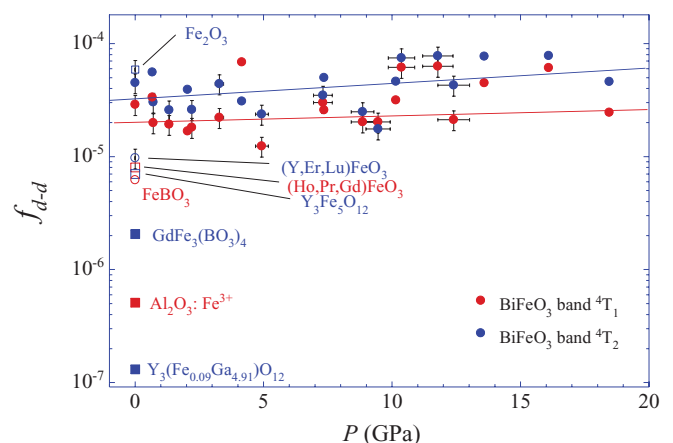 10⁻⁴
Fe₂O₃
10⁻⁵
(Y,Er,Lu)FeO₃
(Ho,Pr,Gd)FeO₃
FeBO₃
Y₃Fe₅O₁₂
f_d-d
GdFe₃(BO₃)₄
10⁻⁶
Al₂O₃: Fe³⁺
BiFeO₃ band ⁴T₁
BiFeO₃ band ⁴T₂
Y₃(Fe₀.₀₉Ga₄.₉₁)O₁₂
10⁻⁷
0 5 10 15 20
P (GPa)